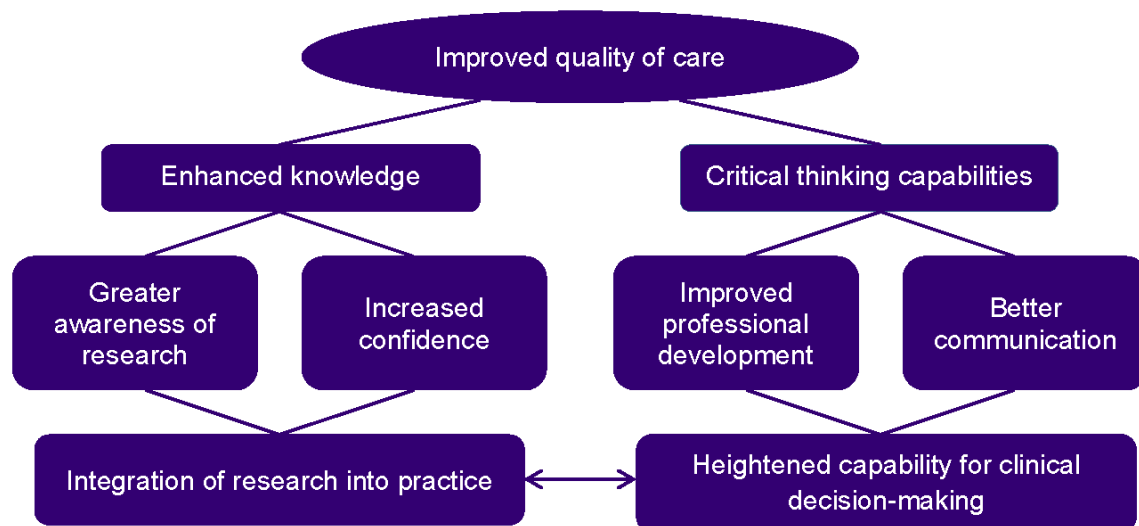 Improved quality of care
Enhanced knowledge
Critical thinking capabilities
Greater
awareness of
research
Increased
confidence
Improved
professional
development
Better
communication
Integration of research into practice
Heightened capability for clinical
decision-making